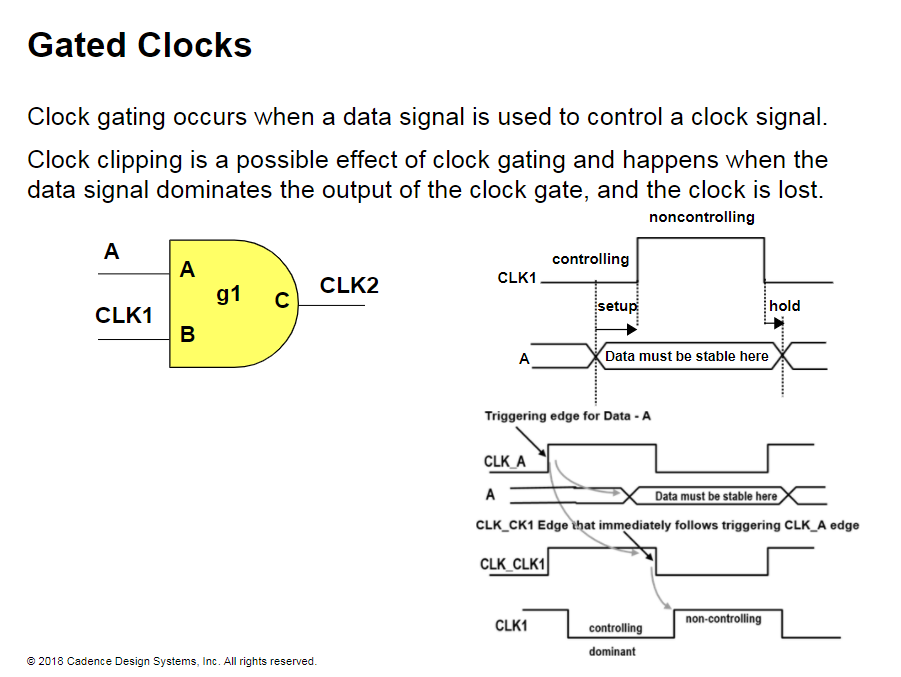 Gated Clocks
Clock gating occurs when a data signal is used to control a clock signal.
Clock clipping is a possible effect of clock gating and happens when the
data signal dominates the output of the clock gate, and the clock is lost.
A
CLK1
A
B
g1
C
CLK2
noncontrolling
controlling
CLK1
setup
hold
A
Data must be stable here
Triggering edge for Data - A
CLK_A
A
Data must be stable here
CLK_CK1 Edge that immediately follows triggering CLK_A edge
CLK_CLK1
CLK1
controlling
non-controlling
dominant
© 2018 Cadence Design Systems, Inc. All rights reserved.